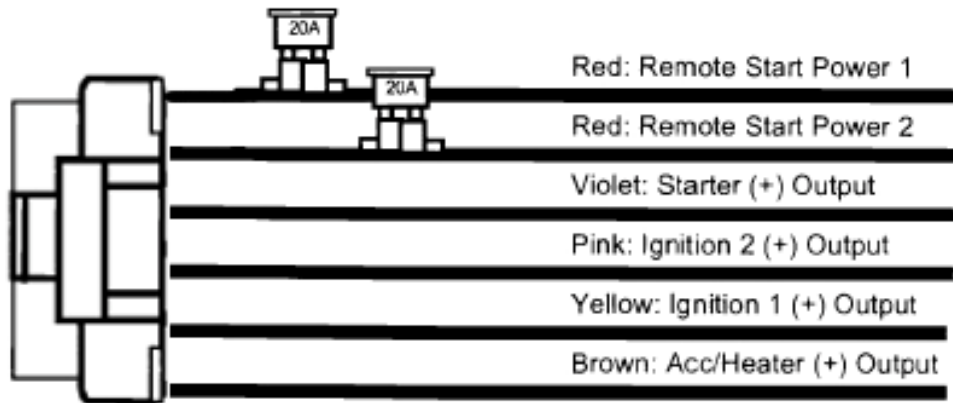 20A
Red: Remote Start Power 1
20A
Red: Remote Start Power 2
Violet: Starter (+) Output
Pink: Ignition 2 (+) Output
Yellow: Ignition 1 (+) Output
Brown: Acc/Heater (+) Output